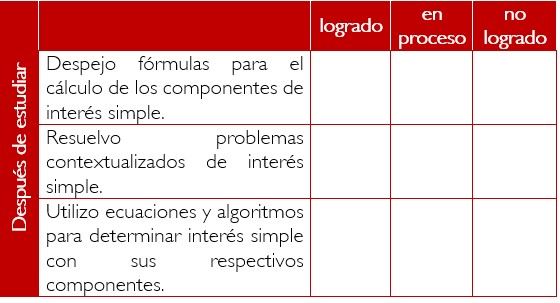 logrado
en
proceso
no
logrado
Después de estudiar
Despejo fórmulas para el
cálculo de los componentes de
interés simple.
Resuelvo problemas
contextualizados de interés
simple.
Utilizo ecuaciones y algoritmos
para determinar interés simple
con sus respectivos
componentes.